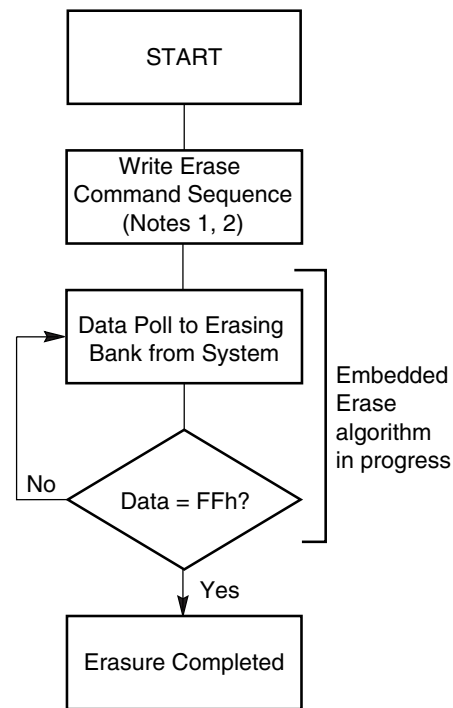 START
Write Erase
Command Sequence
(Notes 1, 2)
Data Poll to Erasing
Bank from System
Embedded
Erase
algorithm
in progress
No
Data = FFh?
Yes
Erasure Completed